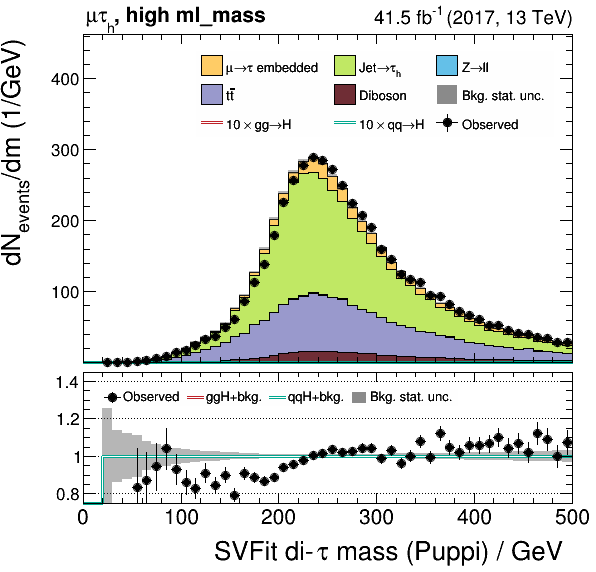 μτh, high ml_mass 41.5 fb-1 (2017, 13 TeV)
dNevents/dm (1/GeV)
400
300
200
100
μ→τ embedded Jet→τh Z→ll
tt̅ Diboson Bkg. stat. unc.
10 × gg→H 10 × qq→H Observed
1.4
1.2
1
0.8
Observed ggH+bkg. qqH+bkg. Bkg. stat. unc.
0 100 200 300 400 500
SVFit di-τ mass (Puppi) / GeV